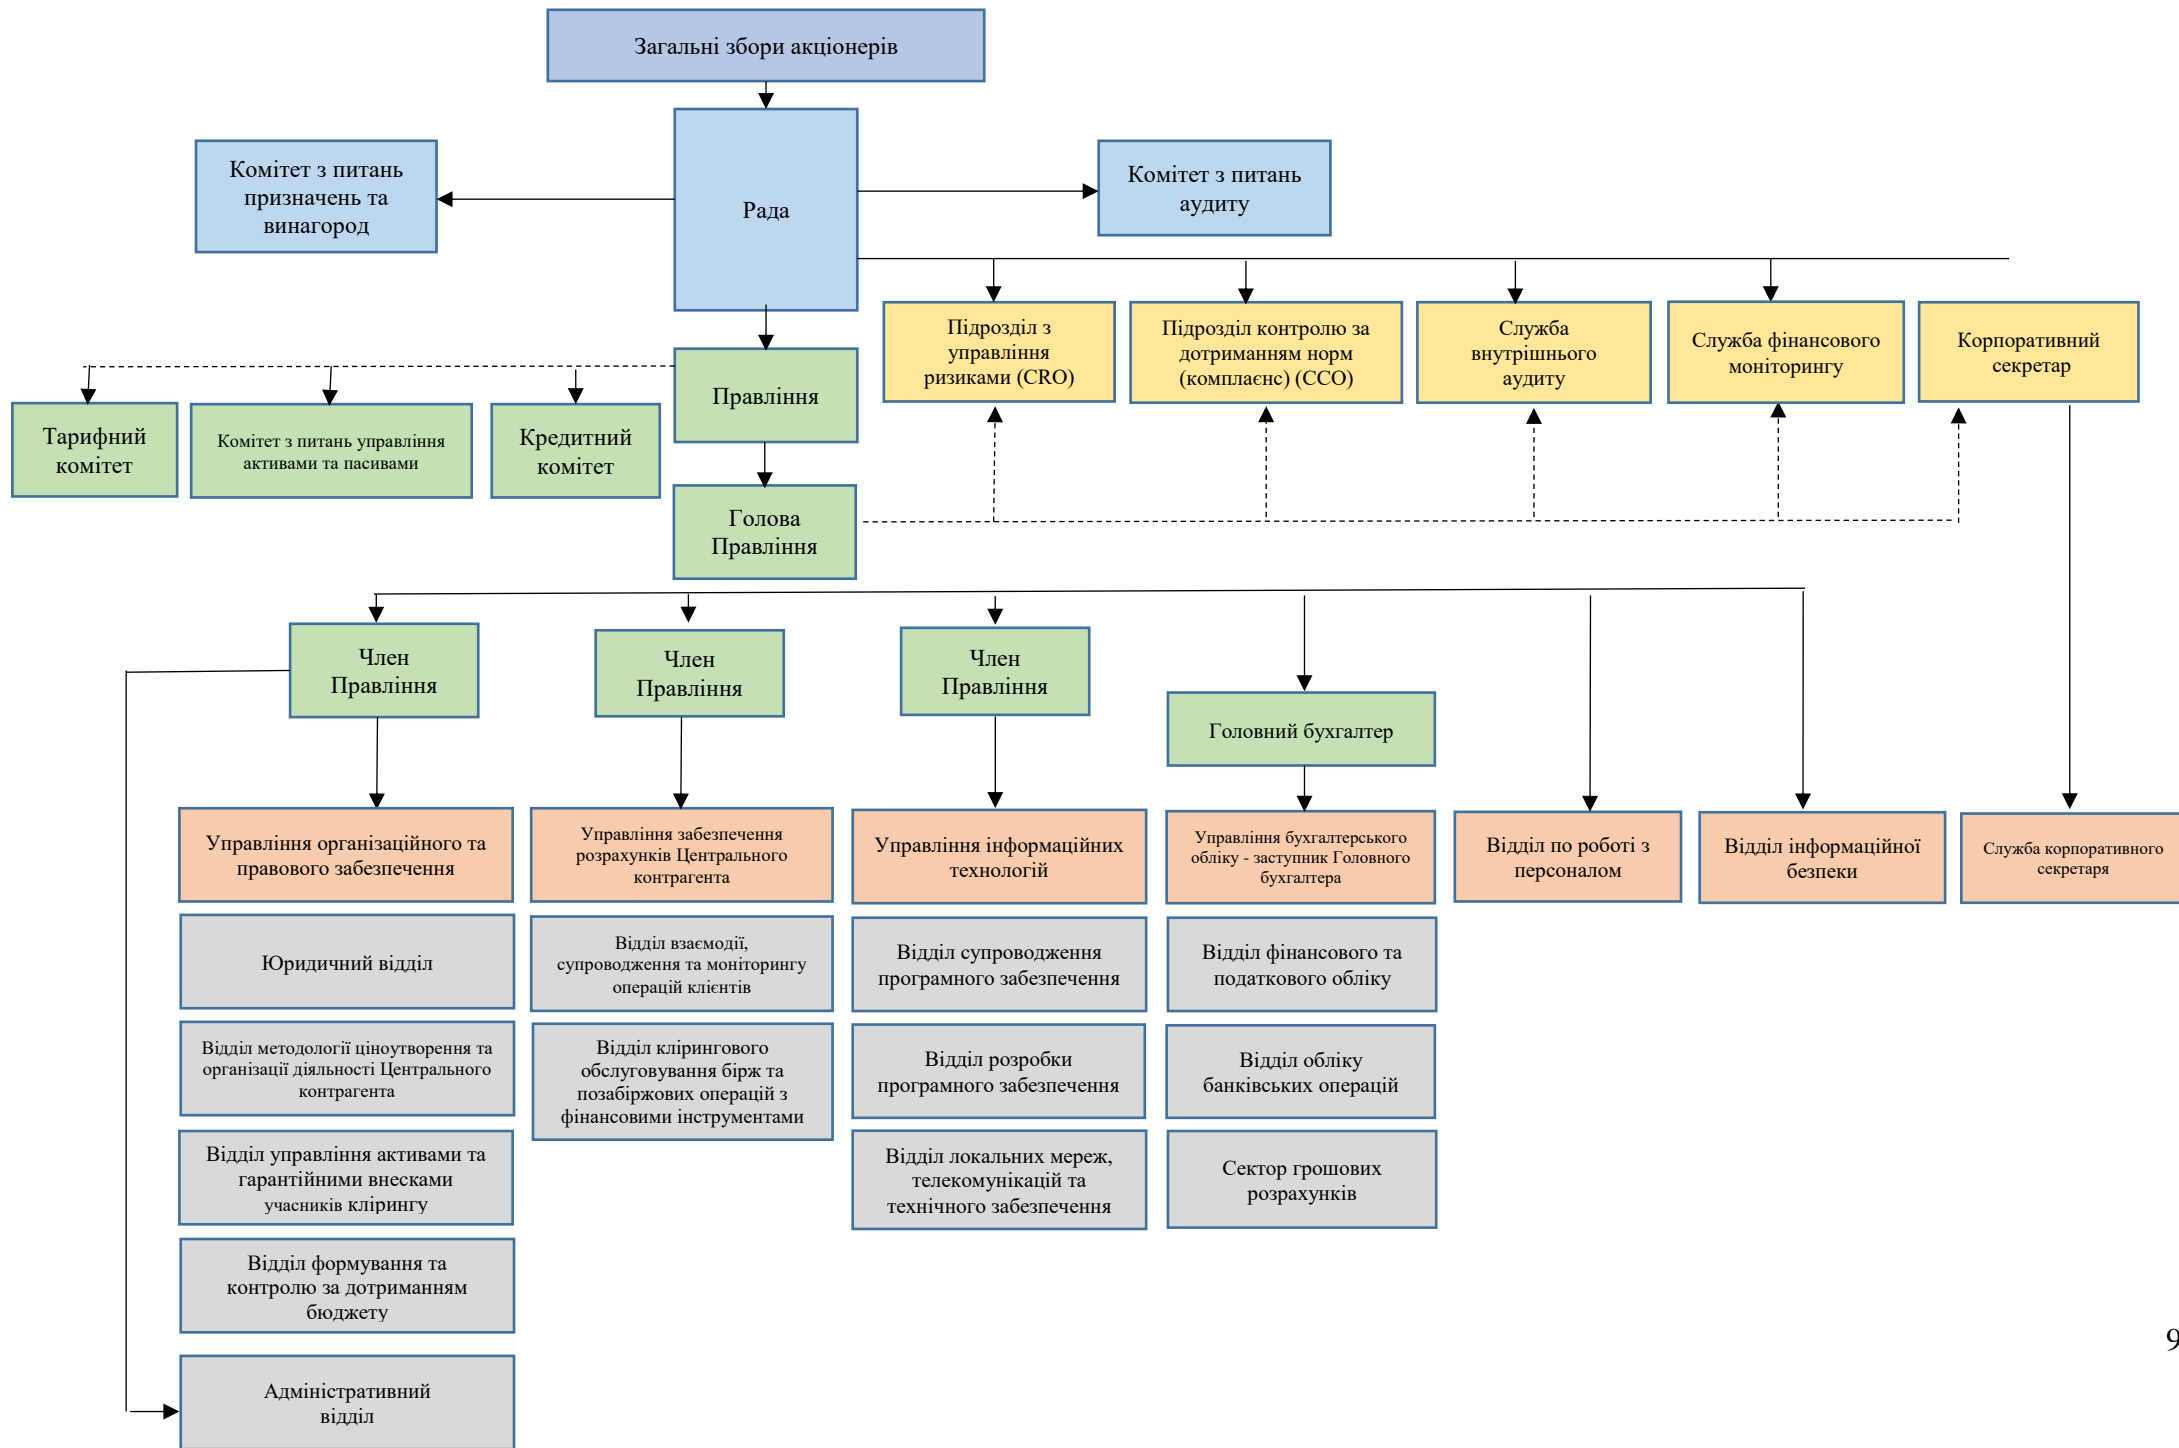 Загальні збори акціонерів
Комітет з питань
призначень та
винагород
Рада
Комітет з питань
аудиту
Підрозділ з
управління
ризиками (CRO)
Підрозділ контролю за
дотриманням норм
(комплаєнс) (CCO)
Служба
внутрішнього
аудиту
Служба фінансового
моніторингу
Корпоративний
секретар
Правління
Тарифний
комітет
Комітет з питань управління
активами та пасивами
Кредитний
комітет
Голова
Правління
Член
Правління
Член
Правління
Член
Правління
Головний бухгалтер
Управління організаційного та
правового забезпечення
Управління забезпечення
розрахунків Центрального
контрагента
Управління інформаційних
технологій
Управління бухгалтерського
обліку - заступник Головного
бухгалтера
Відділ по роботі з
персоналом
Відділ інформаційної
безпеки
Служба корпоративного
секретаря
Юридичний відділ
Відділ взаємодії,
супроводження та моніторингу
операцій клієнтів
Відділ супроводження
програмного забезпечення
Відділ фінансового та
податкового обліку
Відділ методології ціноутворення та
організації діяльності Центрального
контрагента
Відділ клірингового
обслуговування бірж та
позабіржових операцій з
фінансовими інструментами
Відділ розробки
програмного забезпечення
Відділ обліку
банківських операцій
Відділ управління активами та
гарантійними внесками
учасників клірингу
Відділ локальних мереж,
телекомунікацій та
технічного забезпечення
Сектор грошових
розрахунків
Відділ формування та
контролю за дотриманням
бюджету
Адміністративний
відділ
9